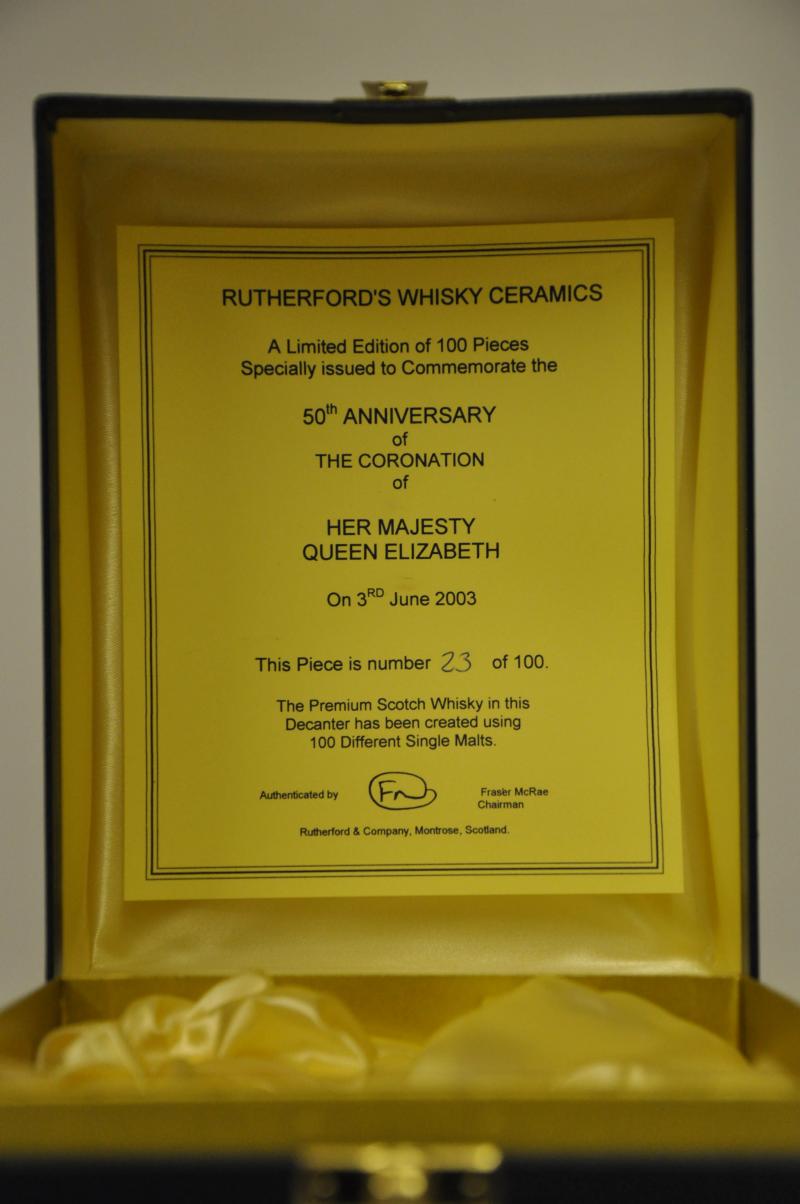 RUTHERFORD'S WHISKY CERAMICS
A Limited Edition of 100 Pieces
Specially issued to Commemorate the
50th ANNIVERSARY
of
THE CORONATION
of
HER MAJESTY
QUEEN ELIZABETH
On 3RD June 2003
This Piece is number 23 of 100.
The Premium Scotch Whisky in this
Decanter has been created using
100 Different Single Malts.
Authenticated by
Fraser McRae
Chairman
Rutherford & Company, Montrose, Scotland.